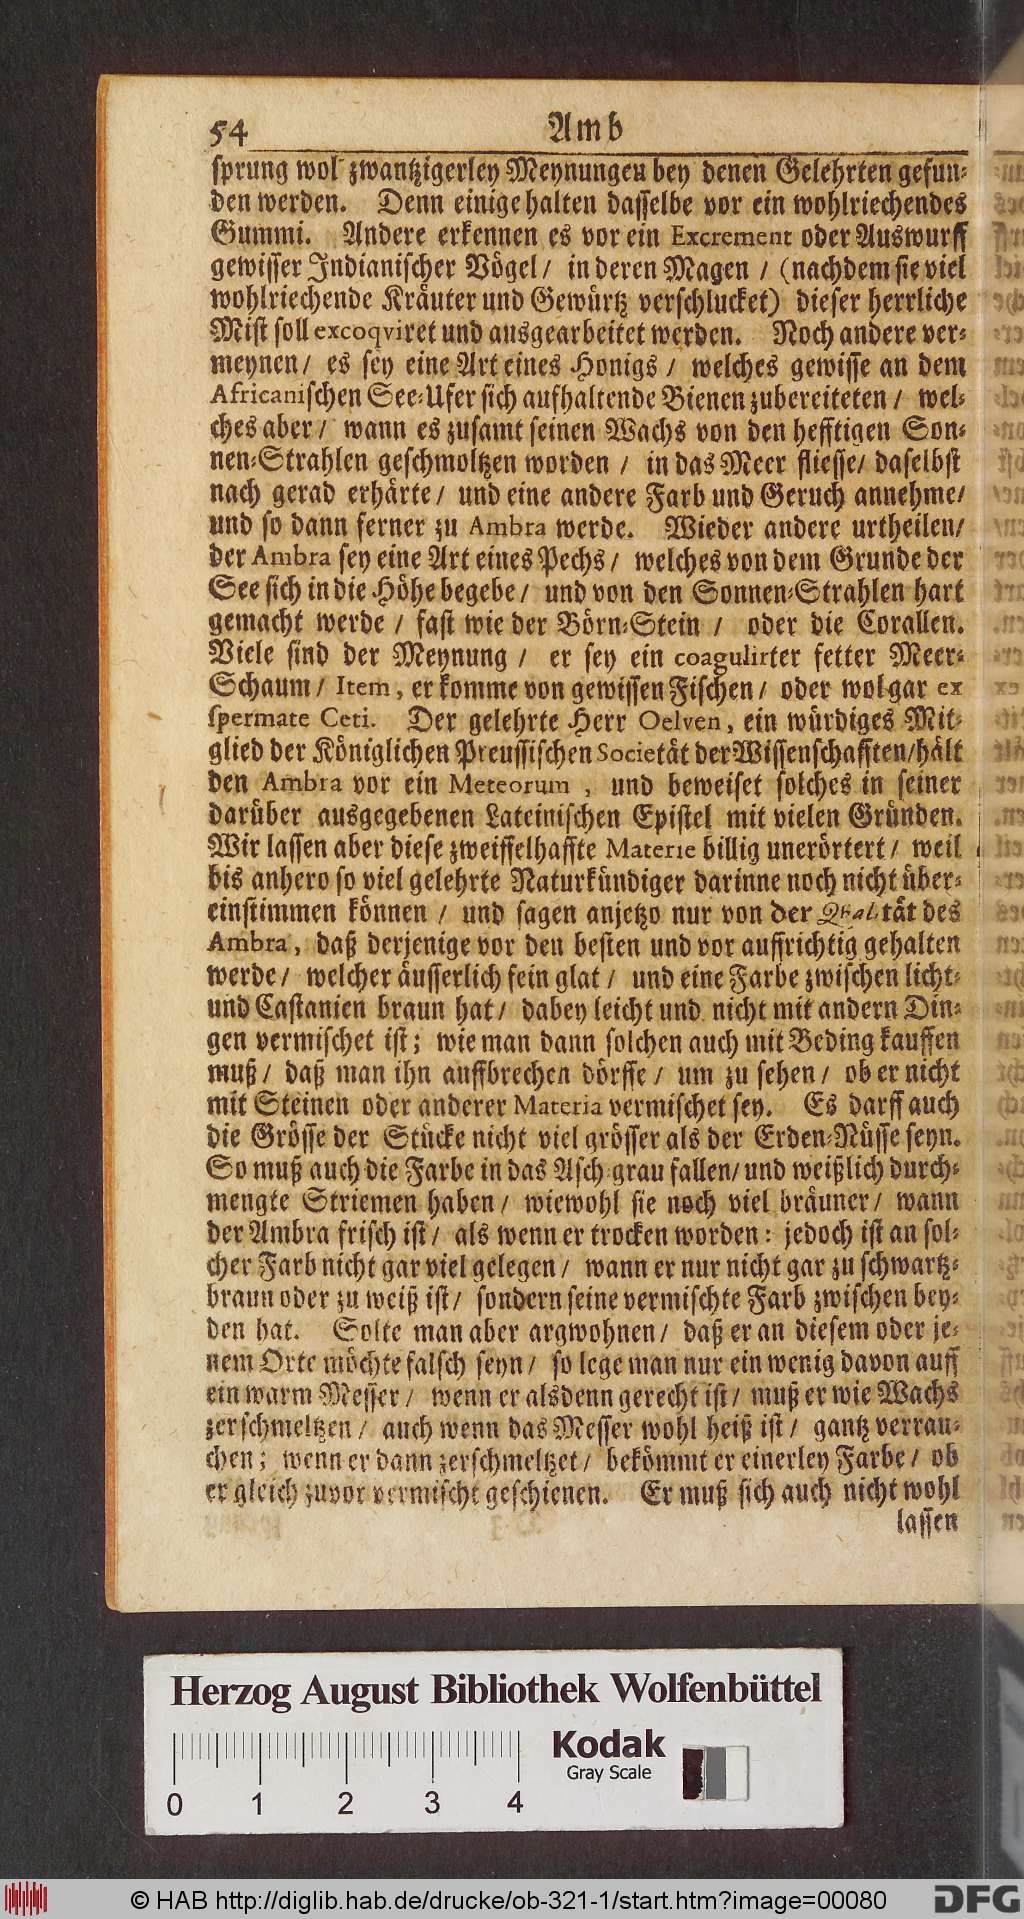 54 Amb
sprung wol zwantzigerley Meynungen bey denen Gelehrten gefun-
den werden. Denn einige halten dasselbe vor ein wohlriechendes
Gummi. Andere erkennen es vor ein Excrement oder Auswurff
gewisser Indianischer Vögel / in deren Magen / (nachdem sie viel
wohlriechende Kräuter und Gewürtz verschlucket) dieser herrliche
Mist soll excoqviret und ausgearbeitet werden. Noch andere ver-
meynen / es sey eine Art eines Honigs / welches gewisse an dem
Africanischen See-Ufer sich aufhaltende Bienen zubereiteten / wel-
ches aber / wann es zusamt seinen Wachs von den hefftigen Son-
nen-Strahlen geschmoltzen worden / in das Meer fliesse / daselbst
nach gerad erhärte / und eine andere Farb und Geruch annehme /
und so dann ferner zu Ambra werde. Wieder andere urtheilen /
der Ambra sey eine Art eines Pechs / welches von dem Grunde der
See sich in die Höhe begebe / und von den Sonnen-Strahlen hart
gemacht werde / fast wie der Börn-Stein / oder die Corallen.
Viele sind der Meynung / er sey ein coagulirter fetter Meer-
Schaum / Item, er komme von gewissen Fischen / oder wol gar ex
spermate Ceti. Der gelehrte Herr Oelven, ein würdiges Mit-
glied der Königlichen Preussischen Societät der Wissenschafften / hält
den Ambra vor ein Meteorum , und beweiset solches in seiner
darüber ausgegebenen Lateinischen Epistel mit vielen Gründen.
Wir lassen aber diese zweiffelhaffte Materie billig unerörtert / weil
bis anhero so viel gelehrte Naturkündiger darinne noch nicht über-
einstimmen können / und sagen anjetzo nur von der Qualität des
Ambra , daß derjenige vor den besten und vor auffrichtig gehalten
werde / welcher äusserlich fein glat / und eine Farbe zwischen licht-
und Castanien braun hat / dabey leicht und nicht mit andern Din-
gen vermischet ist; wie man dann solchen auch mit Beding kauffen
muß / daß man ihn auffbrechen dörffe / um zu sehen / ob er nicht
mit Steinen oder anderer Materia vermischet sey. Es darff auch
die Grösse der Stücke nicht viel grösser als der Erden-Nüsse seyn.
So muß auch die Farbe in das Asch-grau fallen / und weißlich durch-
mengte Striemen haben / wiewohl sie noch viel bräuner / wann
der Ambra frisch ist / als wenn er trocken worden: jedoch ist an sol-
cher Farb nicht gar viel gelegen / wann er nur nicht gar zu schwartz-
braun oder zu weiß ist / sondern seine vermischte Farb zwischen bey-
den hat. Solte man aber argwohnen / daß er an diesem oder je-
nem Orte möchte falsch seyn / so lege man nur ein wenig davon auff
ein warm Messer / wenn er alsdenn gerecht ist / muß er wie Wachs
zerschmeltzen / auch wenn das Messer wohl heiß ist / gantz verrau-
chen; wenn er dann zerschmeltzet / bekömmt er einerley Farbe / ob
er gleich zuvor vermischt geschienen. Er muß sich auch nicht wohl
lassen
Herzog August Bibliothek Wolfenbüttel
Kodak
Gray Scale
0 1 2 3 4
© HAB http://diglib.hab.de/drucke/ob-321-1/start.htm?image=00080
DFG